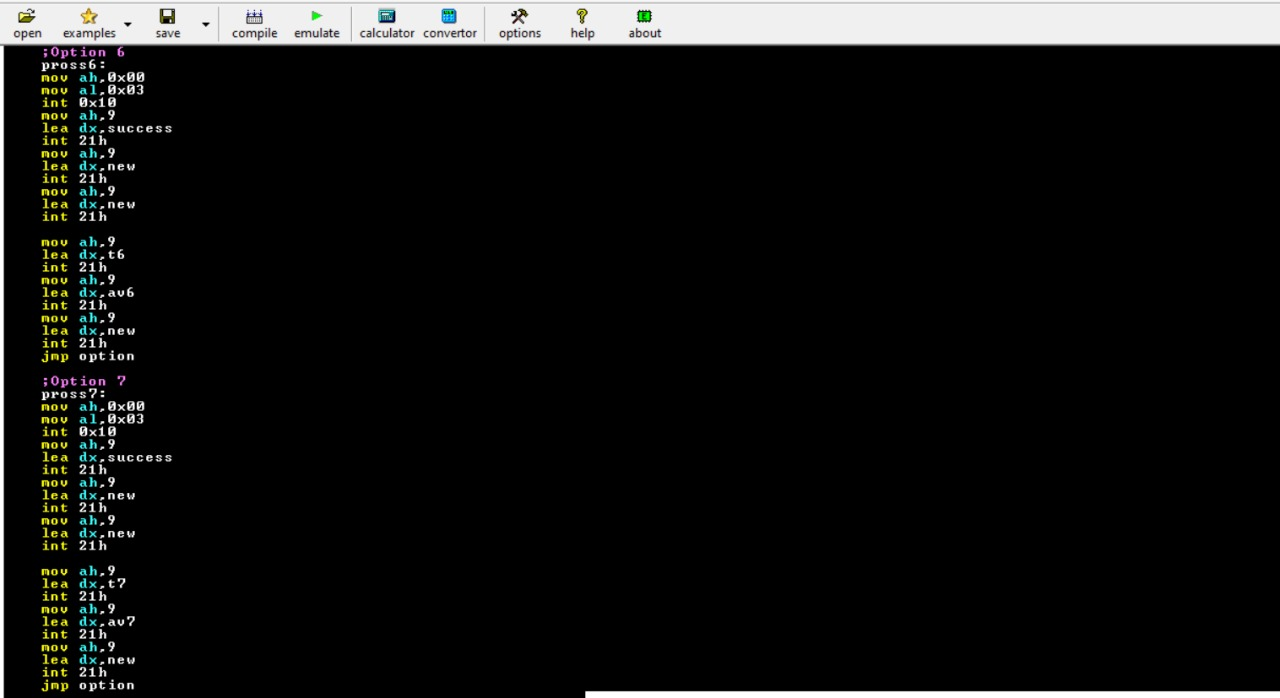 open examples save compile emulate calculator convertor options help about
;Option 6
pross6:
mov ah,0x00
mov al,0x03
int 0x10
mov ah,9
lea dx,success
int 21h
mov ah,9
lea dx,new
int 21h
mov ah,9
lea dx,new
int 21h
mov ah,9
lea dx,t6
int 21h
mov ah,9
lea dx,av6
int 21h
mov ah,9
lea dx,new
int 21h
jmp option
;Option 7
pross7:
mov ah,0x00
mov al,0x03
int 0x10
mov ah,9
lea dx,success
int 21h
mov ah,9
lea dx,new
int 21h
mov ah,9
lea dx,new
int 21h
mov ah,9
lea dx,t7
int 21h
mov ah,9
lea dx,av7
int 21h
mov ah,9
lea dx,new
int 21h
jmp option